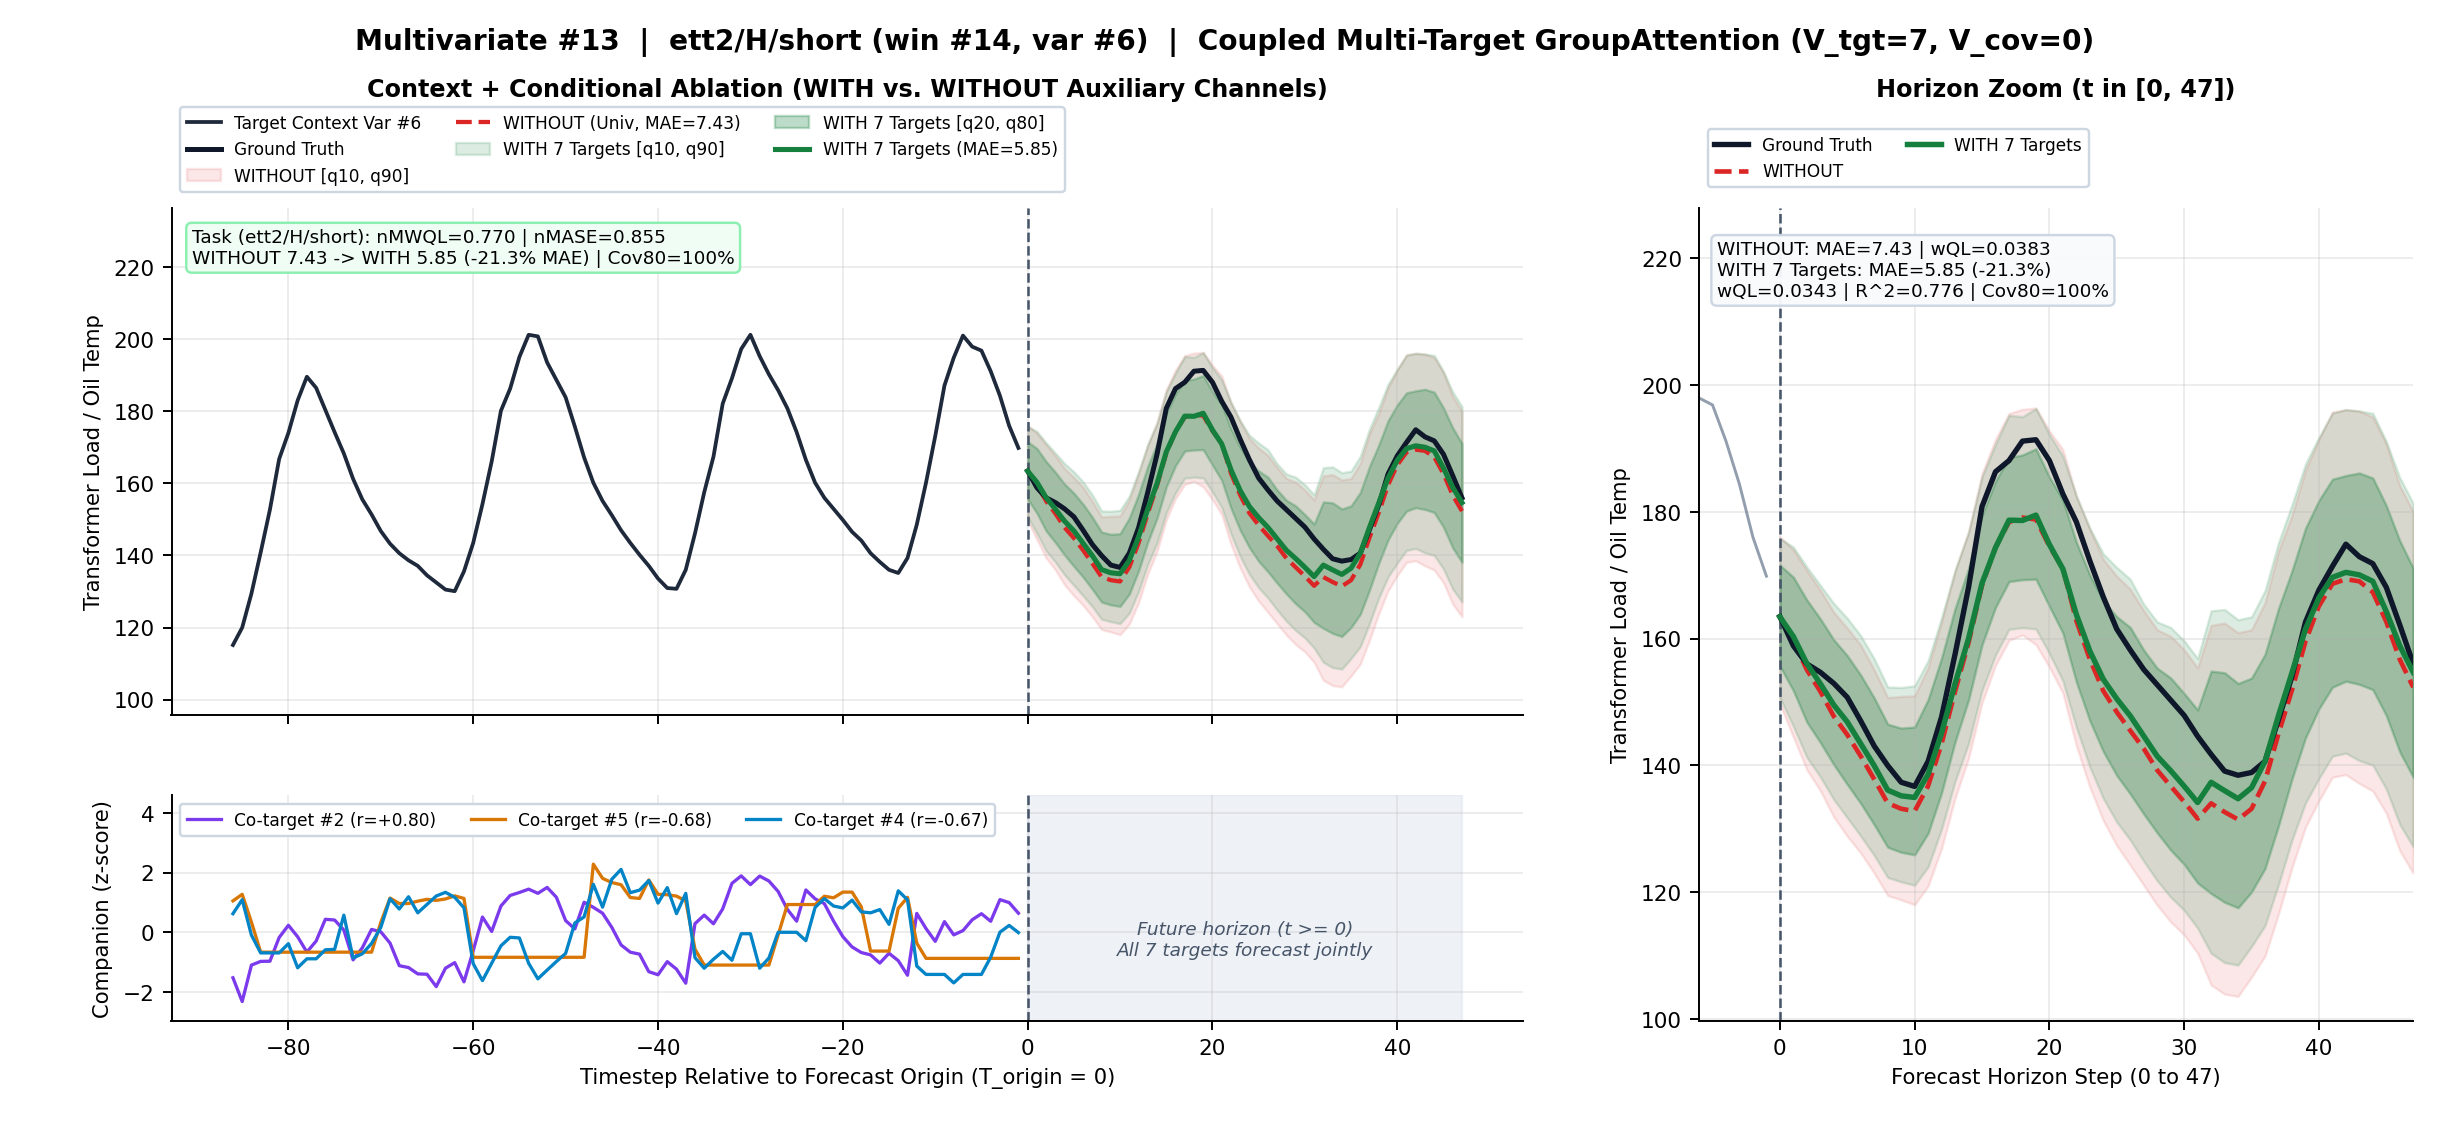 Multivariate #13 | ett2/H/short (win #14, var #6) | Coupled Multi-Target GroupAttention (V_tgt=7, V_cov=0)
Context + Conditional Ablation (WITH vs. WITHOUT Auxiliary Channels)
Target Context Var #6
Ground Truth
WITHOUT [q10, q90]
WITHOUT (Univ, MAE=7.43)
WITH 7 Targets [q10, q90]
WITH 7 Targets [q20, q80]
WITH 7 Targets (MAE=5.85)
Task (ett2/H/short): nMWQL=0.770 | nMASE=0.855
WITHOUT 7.43 -> WITH 5.85 (-21.3% MAE) | Cov80=100%
Transformer Load / Oil Temp
220
200
180
160
140
120
100
Co-target #2 (r=+0.80)
Co-target #5 (r=-0.68)
Co-target #4 (r=-0.67)
Companion (z-score)
4
2
0
−2
Future horizon (t >= 0)
All 7 targets forecast jointly
−80
−60
−40
−20
0
20
40
Timestep Relative to Forecast Origin (T_origin = 0)
Horizon Zoom (t in [0, 47])
Ground Truth
WITHOUT
WITH 7 Targets
WITHOUT: MAE=7.43 | wQL=0.0383
WITH 7 Targets: MAE=5.85 (-21.3%)
wQL=0.0343 | R^2=0.776 | Cov80=100%
Transformer Load / Oil Temp
220
200
180
160
140
120
100
0
10
20
30
40
Forecast Horizon Step (0 to 47)